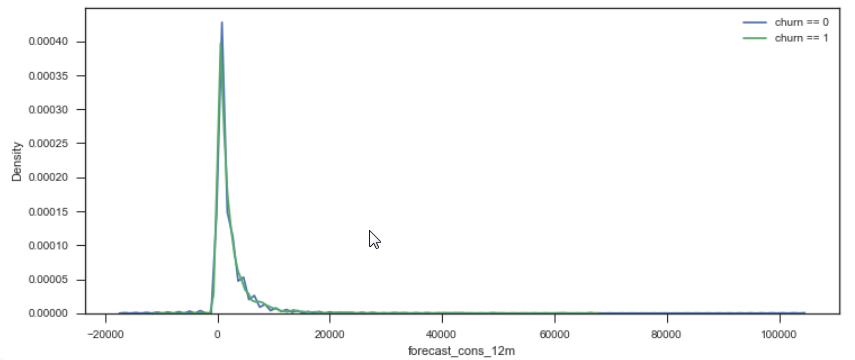 churn == 0
churn == 1
0.00040
0.00035
0.00030
0.00025
0.00020
0.00015
0.00010
0.00005
0.00000
Density
−20000 0 20000 40000 60000 80000 100000
forecast_cons_12m